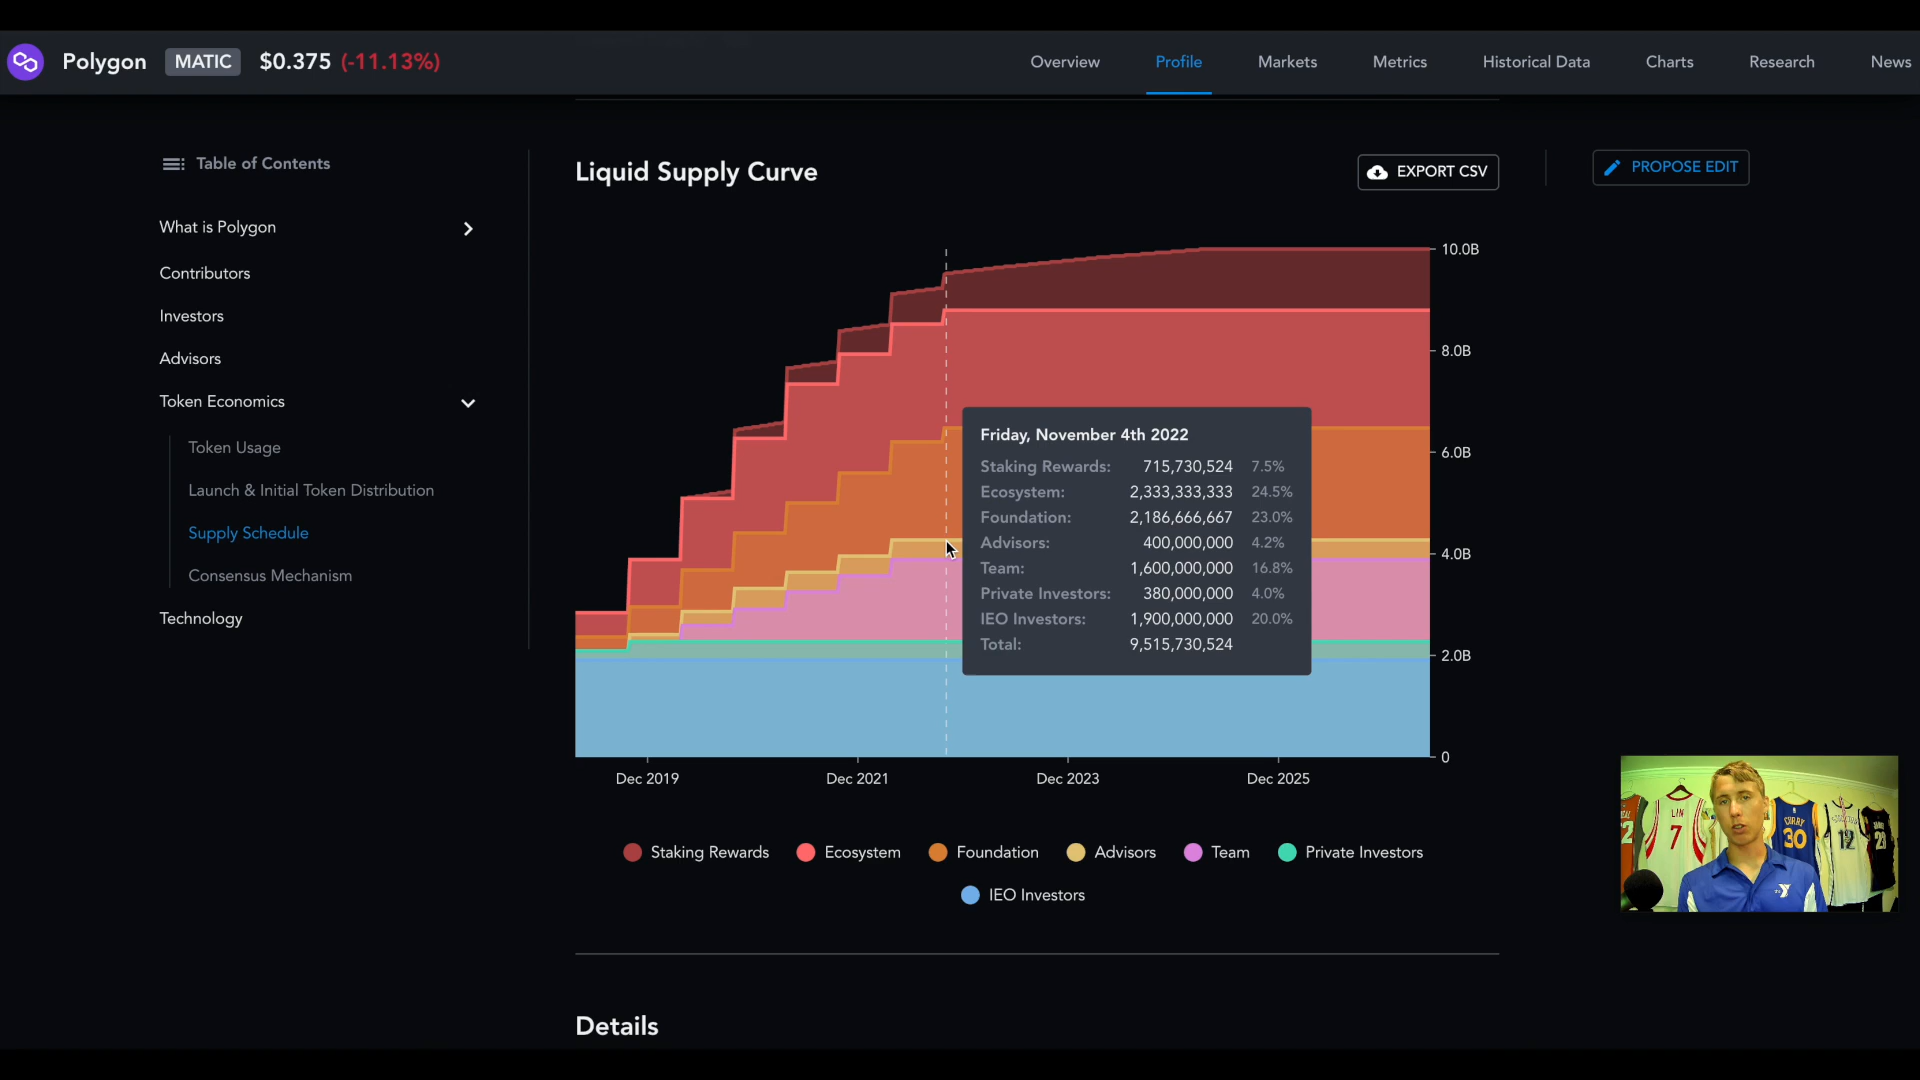 Polygon MATIC $0.375 (-11.13%) Overview Profile Markets Metrics Historical Data Charts Research News
Table of Contents
What is Polygon
Contributors
Investors
Advisors
Token Economics
Token Usage
Launch & Initial Token Distribution
Supply Schedule
Consensus Mechanism
Technology
Liquid Supply Curve
EXPORT CSV
PROPOSE EDIT
10.0B
8.0B
6.0B
4.0B
2.0B
0
Friday, November 4th 2022
Staking Rewards: 715,730,524 7.5%
Ecosystem: 2,333,333,333 24.5%
Foundation: 2,186,666,667 23.0%
Advisors: 400,000,000 4.2%
Team: 1,600,000,000 16.8%
Private Investors: 380,000,000 4.0%
IEO Investors: 1,900,000,000 20.0%
Total: 9,515,730,524
Dec 2019 Dec 2021 Dec 2023 Dec 2025
Staking Rewards Ecosystem Foundation Advisors Team Private Investors
IEO Investors
Details
LIN
7
CURRY
30
12
23